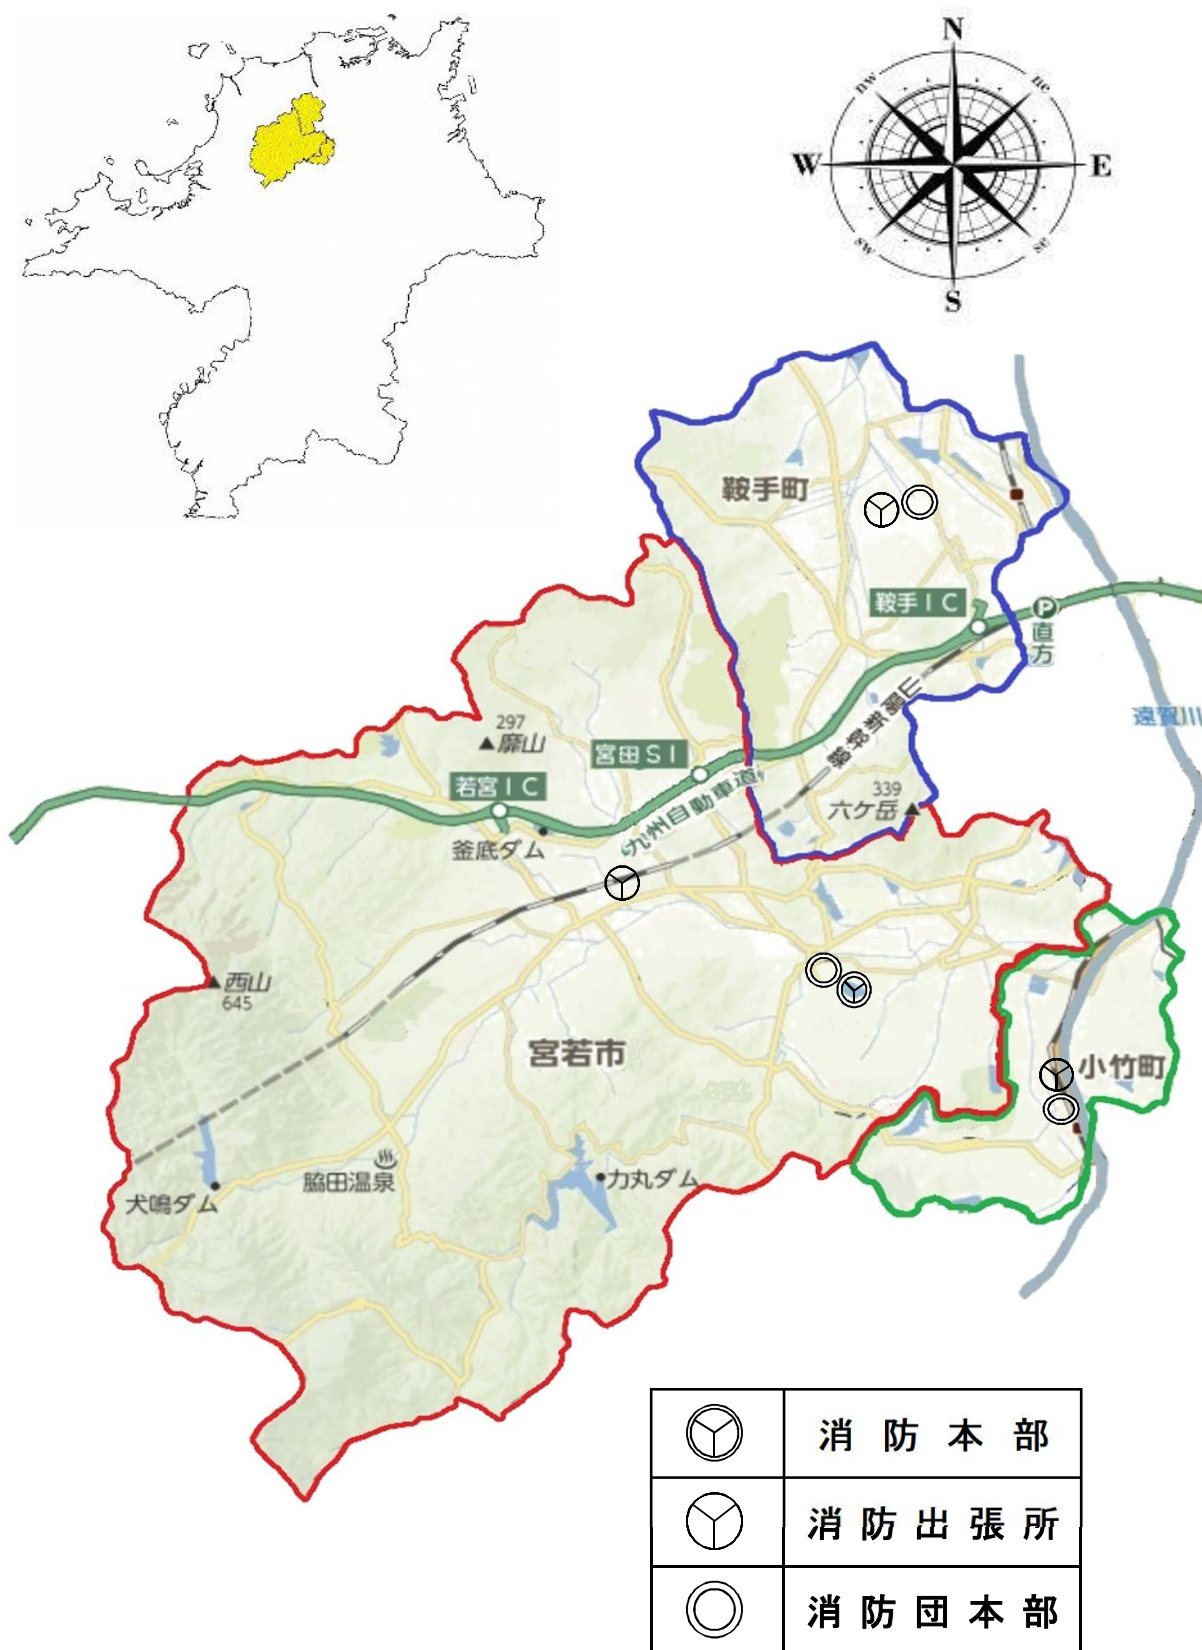 N
nw
ne
W
E
sw
se
S
鞍手町
鞍手IC
P
直方
遠賀川
山陽新幹線
297
靡山
宮田SI
若宮IC
九州自動車道
339
六ケ岳
釜底ダム
西山
645
宮若市
小竹町
脇田温泉
力丸ダム
犬鳴ダム
消防本部
消防出張所
消防団本部